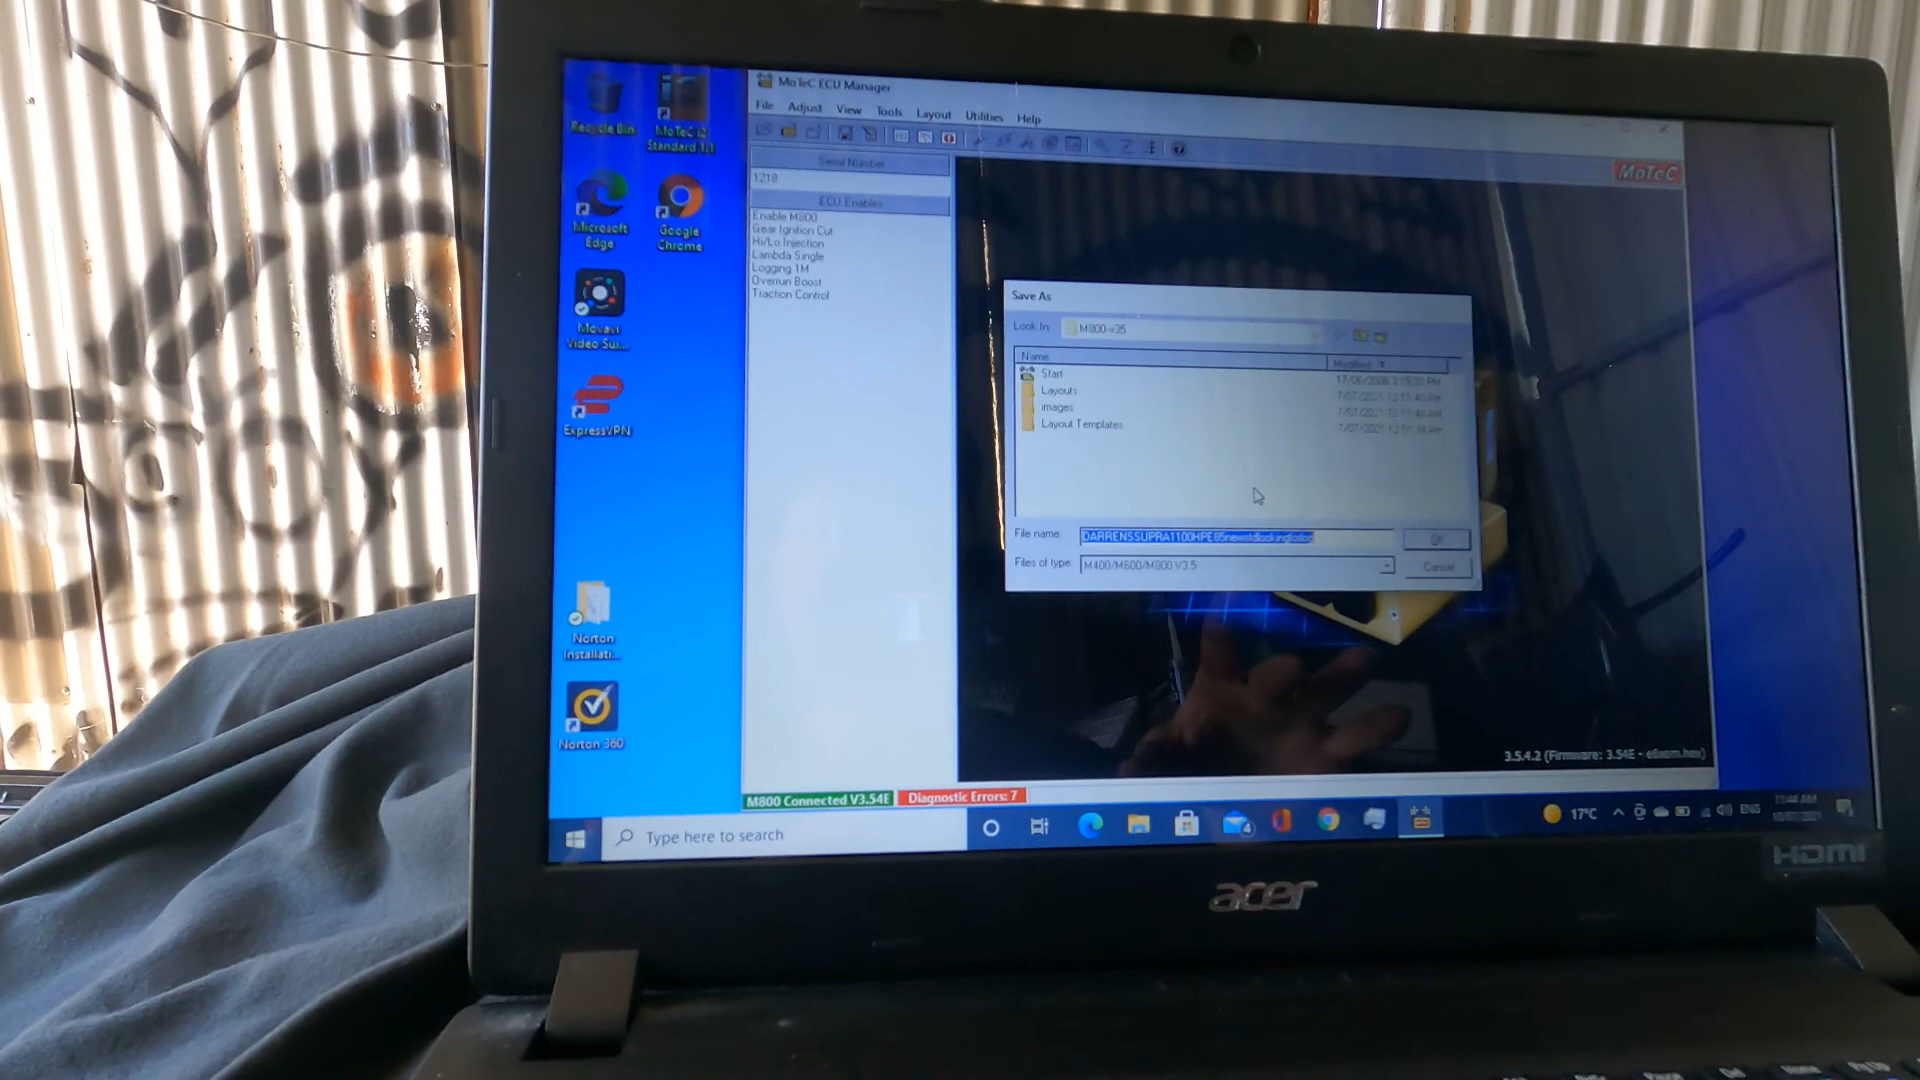 Recycle Bin
MoTeC i2
Standard 1.1
Microsoft
Edge
Google
Chrome
Movavi
Video Sui...
ExpressVPN
Norton
Installati...
Norton 360
MoTeC ECU Manager
File Adjust View Tools Layout Utilities Help
Serial Number
1218
ECU Enables
Enable M800
Gear Ignition Cut
Hi/Lo Injection
Lambda Single
Logging 1M
Overrun Boost
Traction Control
MoTeC
Save As
Look In: M800-v35
Name Modified
Start
Layouts
images
Layout Templates
File name:
OK
Files of type: M400/M600/M800 V3.5
Cancel
3.5.4.2 (Firmware: 3.54E - e6xem.hex)
M800 Connected V3.54E Diagnostic Errors: 7
Type here to search
4
17°C
ENG
HDMI
acer